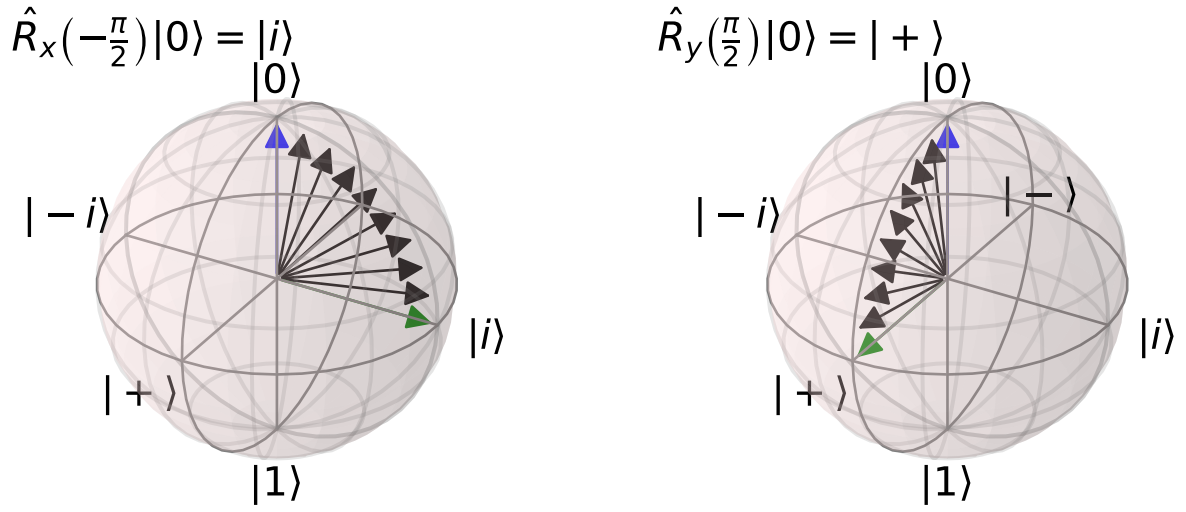 R̂ₓ(−π/2)|0⟩ = |i⟩
|0⟩
|−i⟩
|i⟩
|+⟩
|1⟩
R̂ᵧ(π/2)|0⟩ = |+⟩
|0⟩
|−⟩
|−i⟩
|i⟩
|+⟩
|1⟩